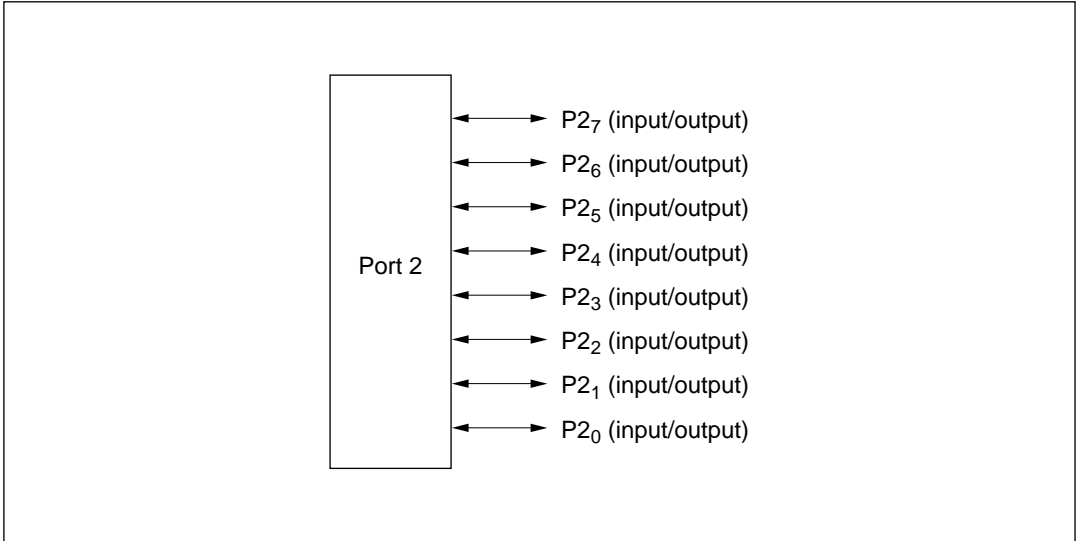 P2₇ (input/output)
P2₆ (input/output)
P2₅ (input/output)
P2₄ (input/output)
Port 2
P2₃ (input/output)
P2₂ (input/output)
P2₁ (input/output)
P2₀ (input/output)